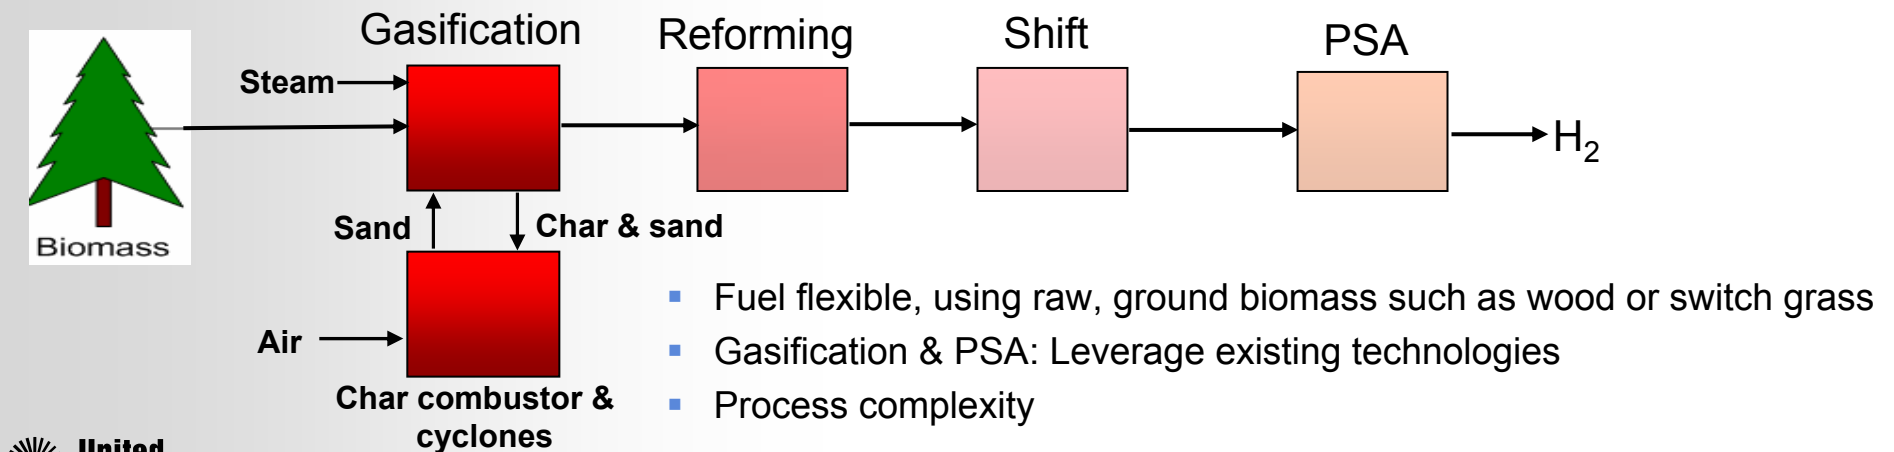 Gasification
Reforming
Shift
PSA
Steam
H₂
Biomass
Sand
Char & sand
Air
Char combustor &
cyclones
▪ Fuel flexible, using raw, ground biomass such as wood or switch grass
▪ Gasification & PSA: Leverage existing technologies
▪ Process complexity
United